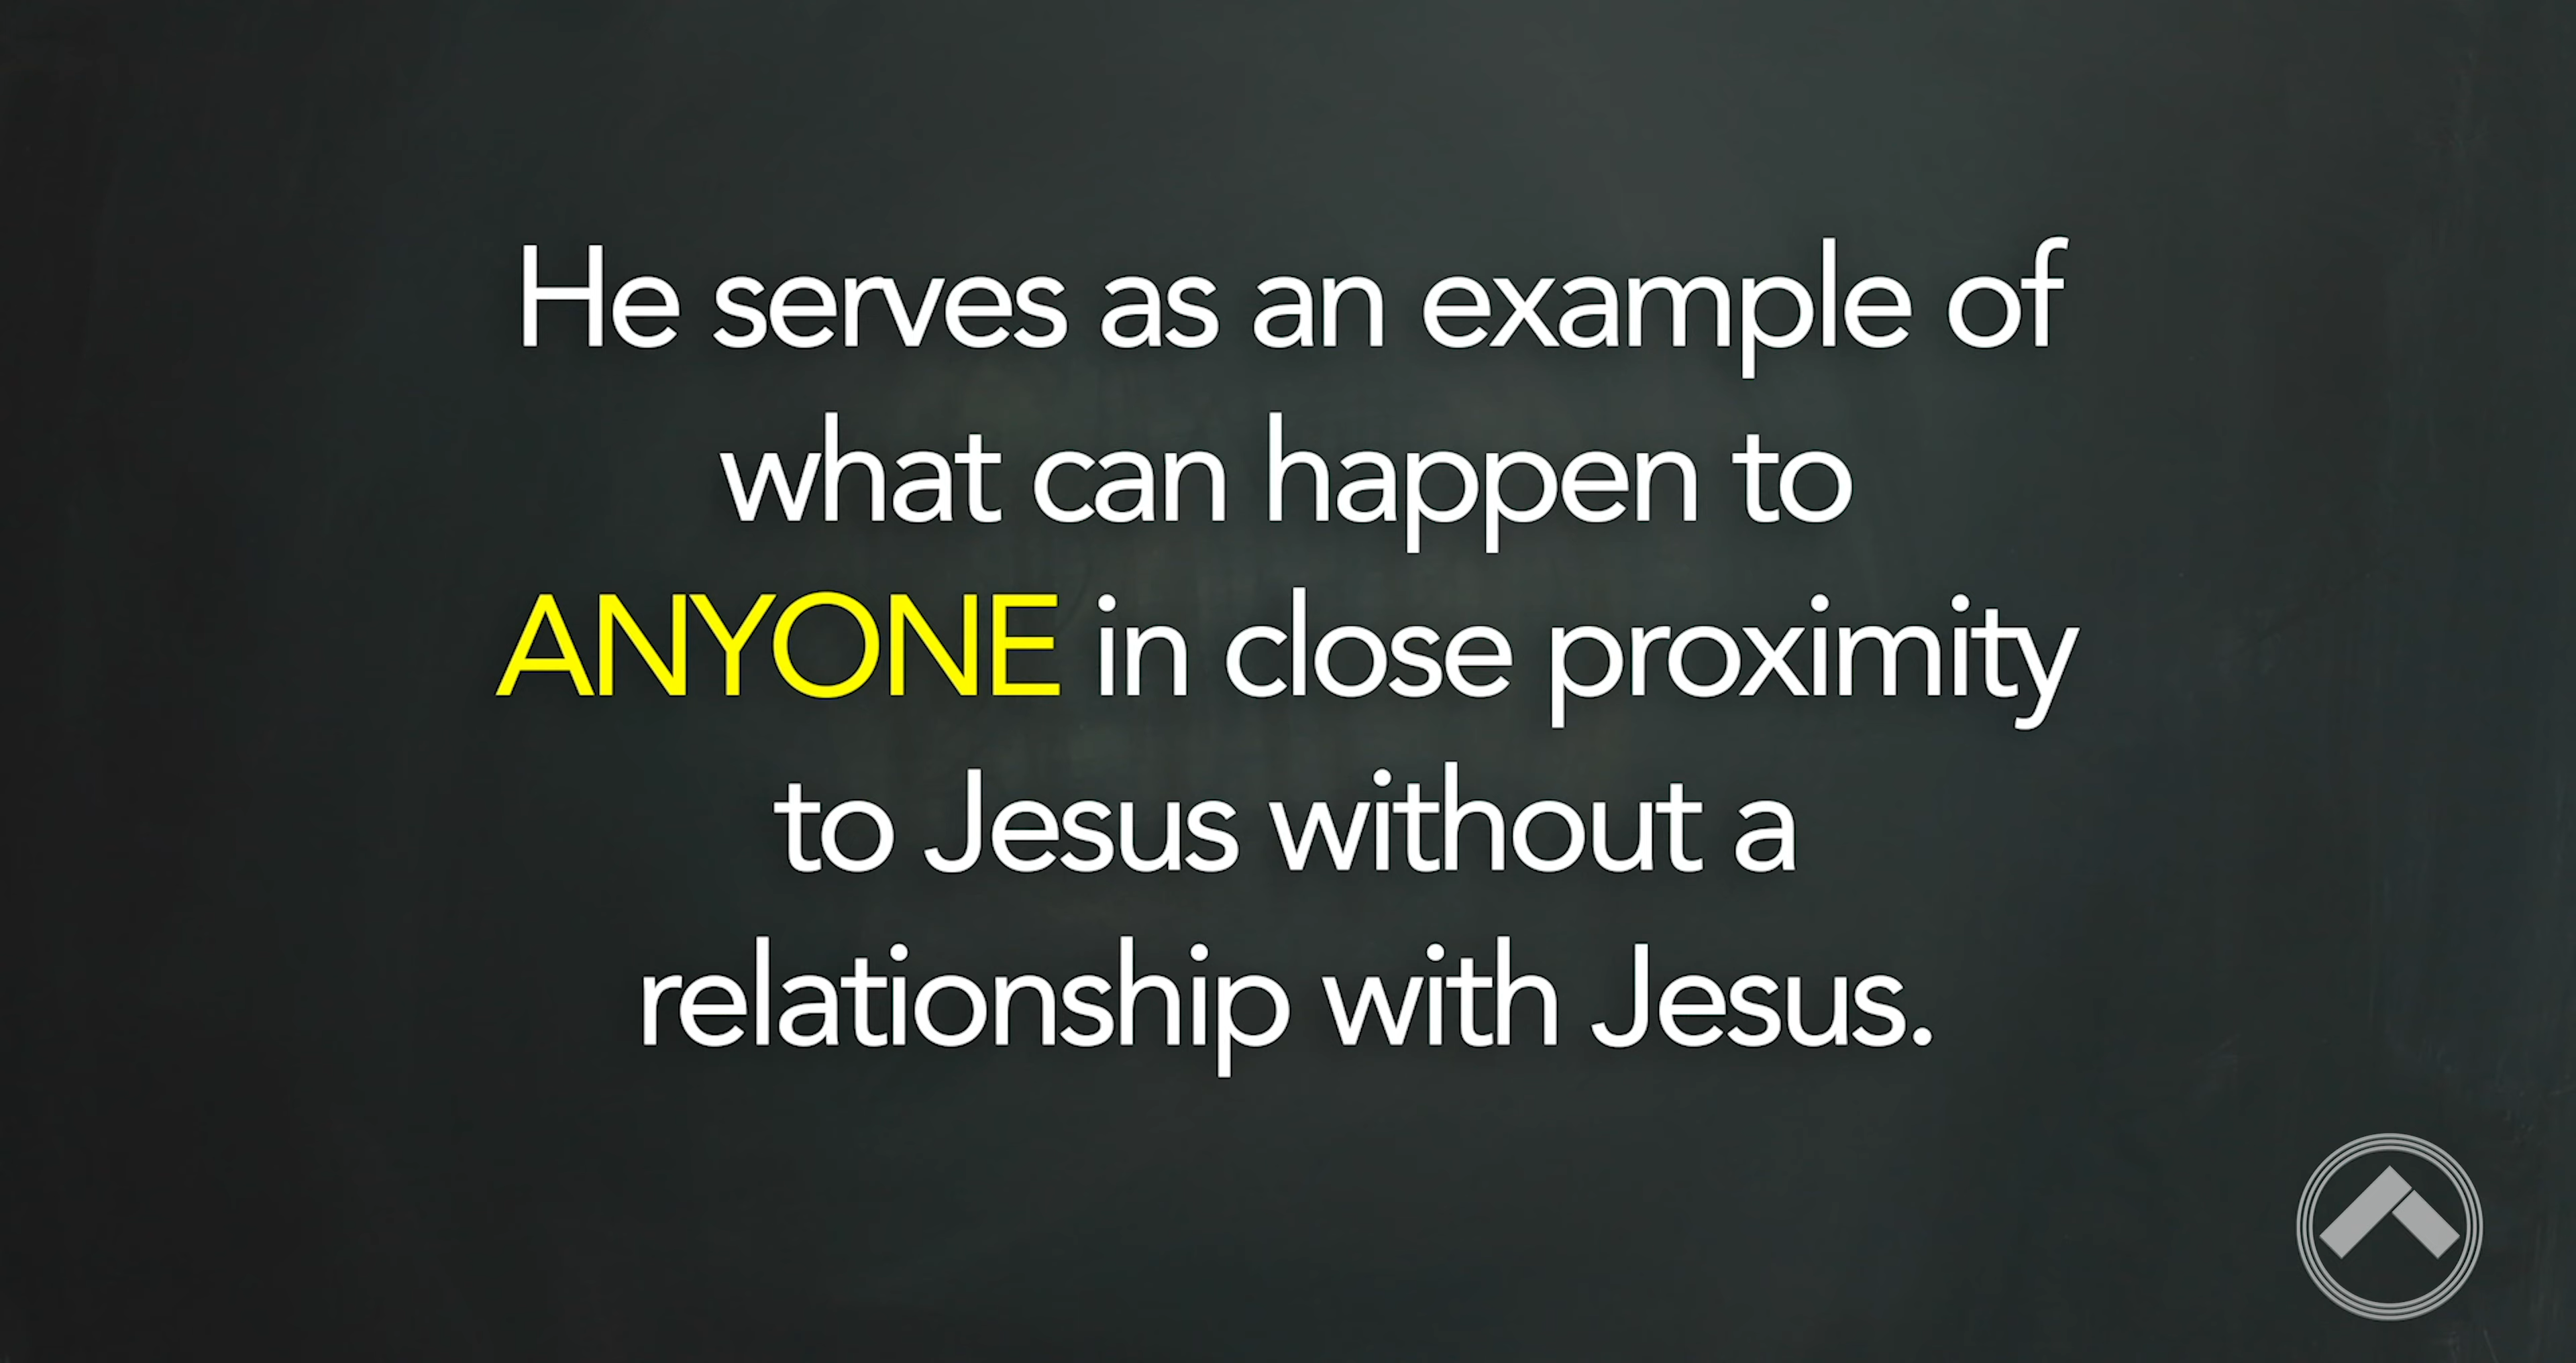 He serves as an example of
what can happen to
ANYONE in close proximity
to Jesus without a
relationship with Jesus.